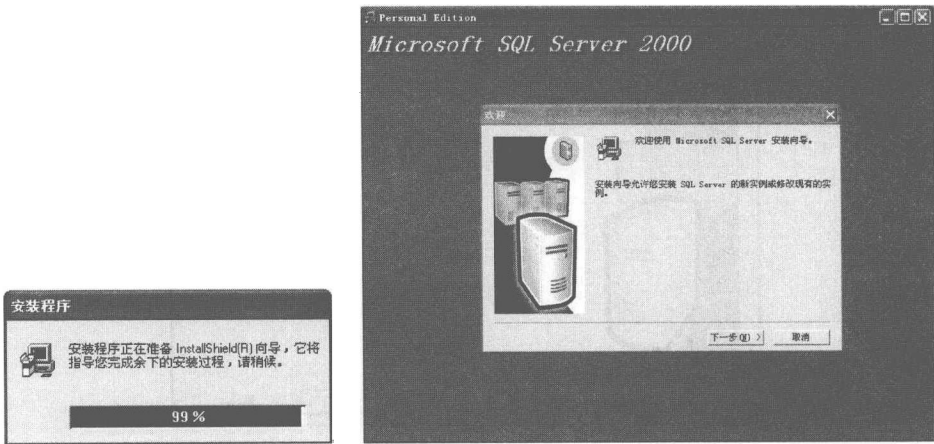 安装程序
安装程序正在准备 InstallShield(R) 向导，它将
指导您完成余下的安装过程，请稍候。
99 %
Personal Edition
Microsoft SQL Server 2000
欢迎
欢迎使用 Microsoft SQL Server 安装向导。
安装向导允许您安装 SQL Server 的新实例或修改现有的实
例。
下一步(N) >
取消